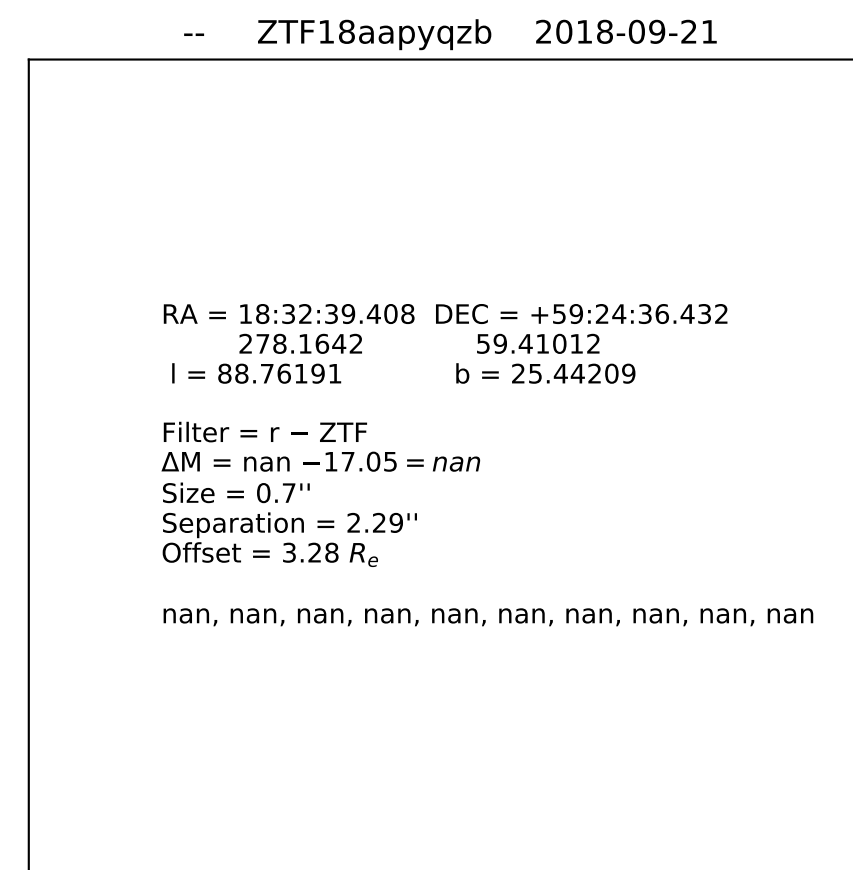 --    ZTF18aapyqzb    2018-09-21
RA = 18:32:39.408  DEC = +59:24:36.432
278.1642    59.41012
l = 88.76191    b = 25.44209
Filter = r − ZTF
ΔM = nan −17.05 = nan
Size = 0.7''
Separation = 2.29''
Offset = 3.28 Re
nan, nan, nan, nan, nan, nan, nan, nan, nan, nan